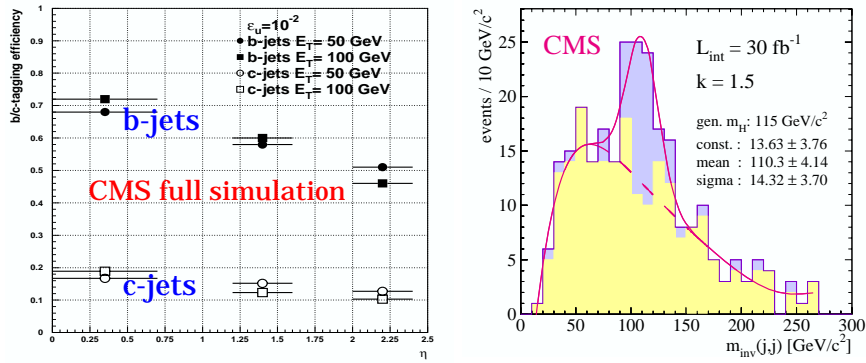 b/c-tagging efficiency
1
0.9
0.8
0.7
0.6
0.5
0.4
0.3
0.2
0.1
0
0
0.25
0.5
0.75
1
1.25
1.5
1.75
2
2.25
2.5
η
ε_u=10^-2
b-jets E_T= 50 GeV
b-jets E_T= 100 GeV
c-jets E_T= 50 GeV
c-jets E_T= 100 GeV
b-jets
CMS full simulation
c-jets
events / 10 GeV/c²
25
20
15
10
5
0
0
50
100
150
200
250
300
m_inv(j,j) [GeV/c²]
CMS
L_int = 30 fb^-1
k = 1.5
gen. m_H: 115 GeV/c²
const. : 13.63 ± 3.76
mean : 110.3 ± 4.14
sigma : 14.32 ± 3.70